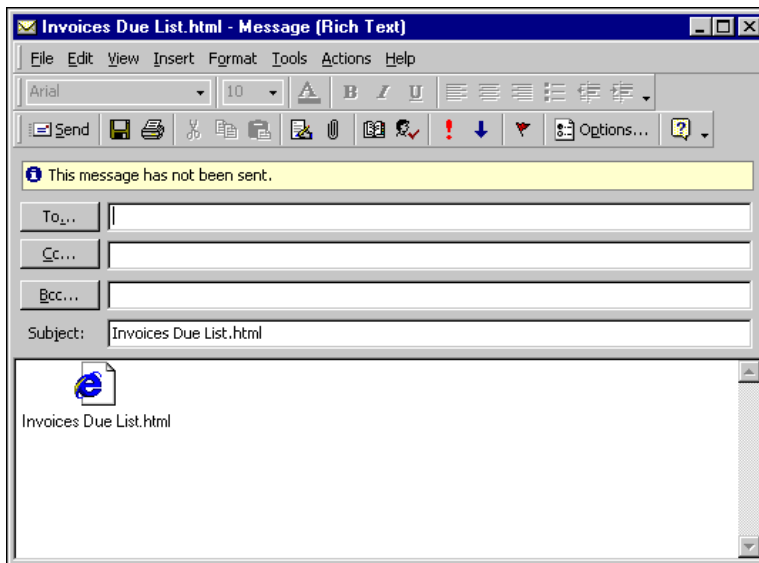 Invoices Due List.html - Message (Rich Text)
File Edit View Insert Format Tools Actions Help
Arial 10 A B I U
Send Options...
This message has not been sent.
To...
Cc...
Bcc...
Subject: Invoices Due List.html
Invoices Due List.html